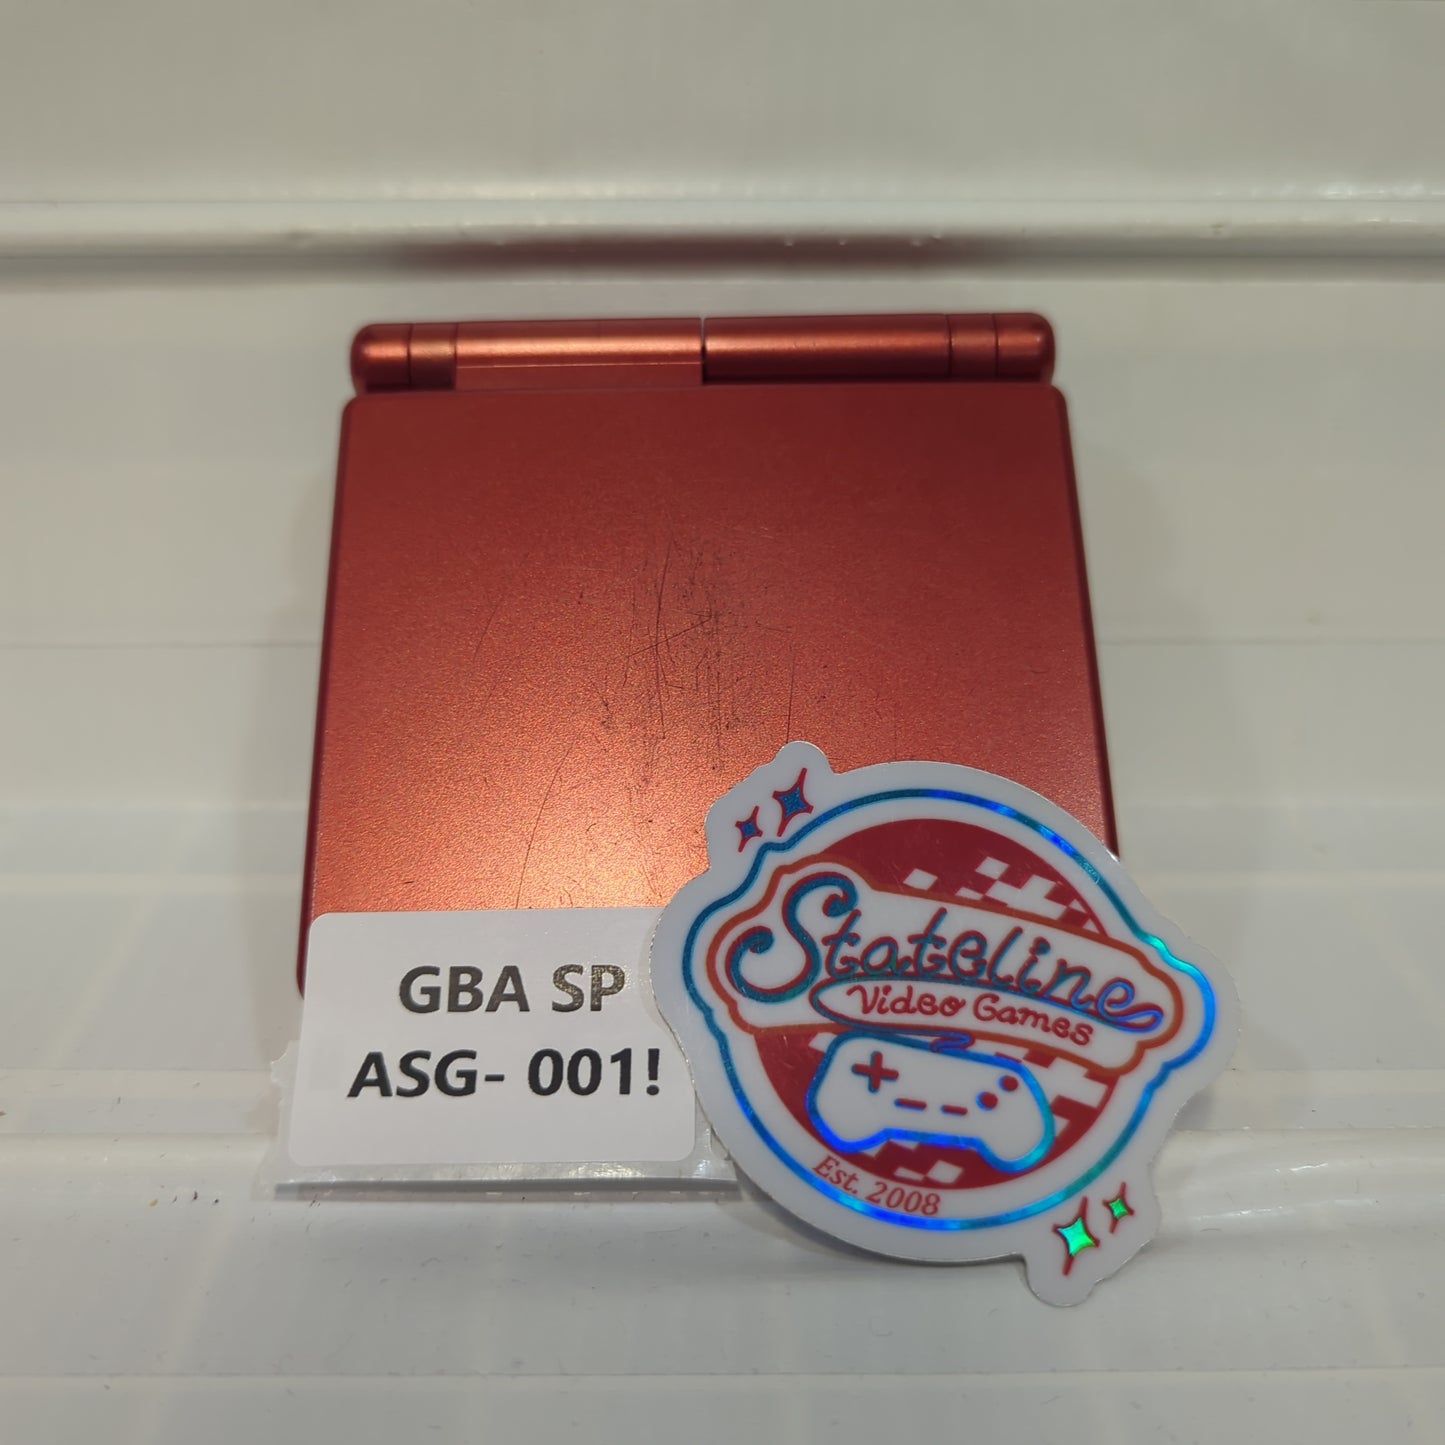 GBA SP
ASG- 001!
Stateline
Video Games
Est. 2008